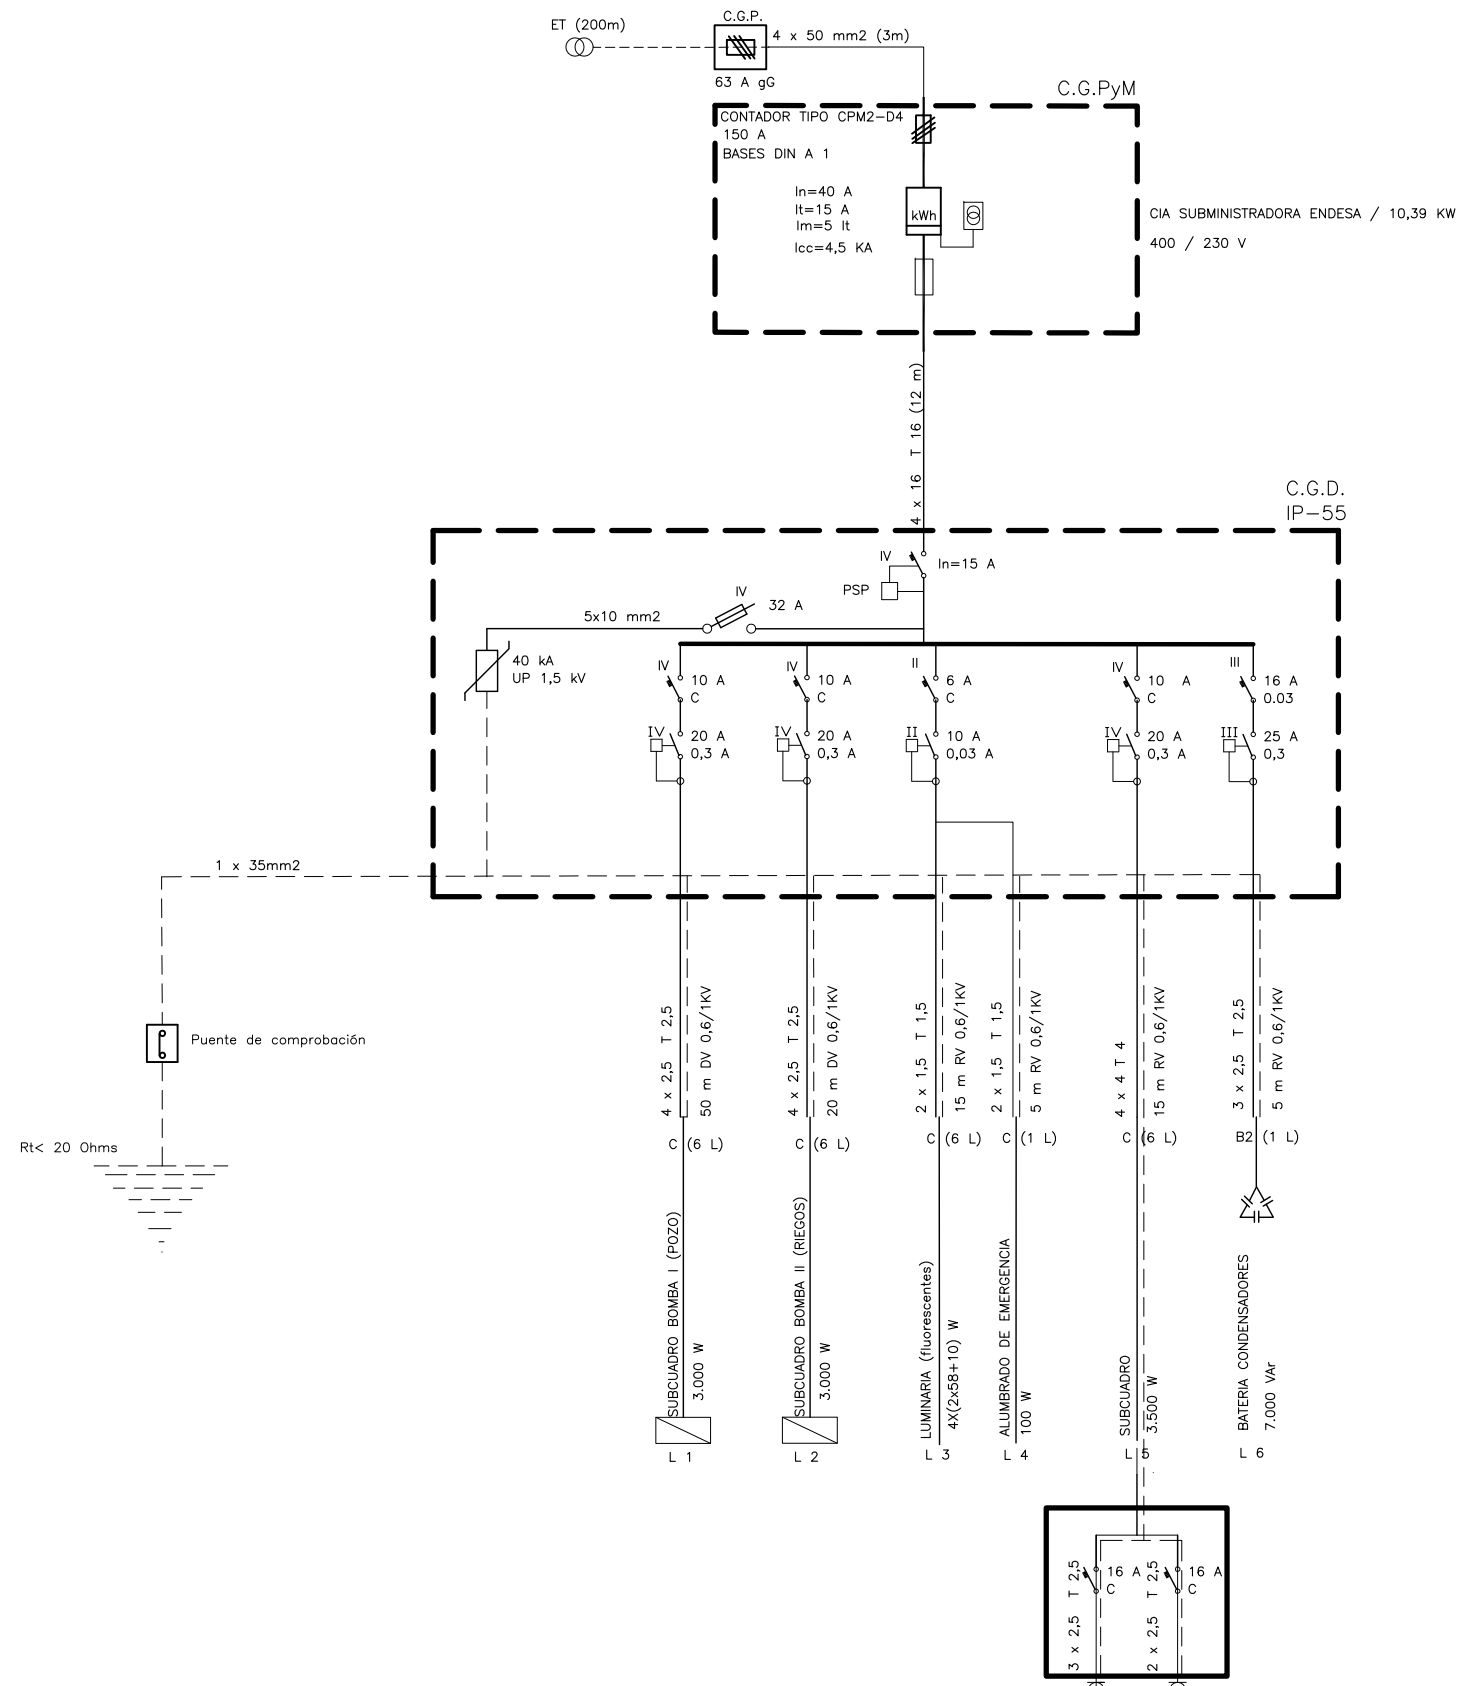 ET (200m)
C.G.P.
4 x 50 mm2 (3m)
63 A gG
C.G.PyM
CONTADOR TIPO CPM2-D4
150 A
BASES DIN A 1
In=40 A
It=15 A
Im=5 It
Icc=4,5 KA
kWh
CIA SUBMINISTRADORA ENDESA / 10,39 KW
400 / 230 V
4 x 16 T 16 (12 m)
C.G.D.
IP-55
IV
In=15 A
PSP
IV
32 A
5x10 mm2
40 kA
UP 1,5 kV
IV
10 A
C
IV
20 A
0,3 A
IV
10 A
C
IV
20 A
0,3 A
II
6 A
C
II
10 A
0,03 A
IV
10 A
C
IV
20 A
0,3 A
III
16 A
0.03
III
25 A
0,3
1 x 35mm2
Puente de comprobación
Rt< 20 Ohms
4 x 2,5 T 2,5
50 m DV 0,6/1KV
C (6 L)
SUBCUADRO BOMBA I (POZO)
3.000 W
L 1
4 x 2,5 T 2,5
20 m DV 0,6/1KV
C (6 L)
SUBCUADRO BOMBA II (RIEGOS)
3.000 W
L 2
2 x 1,5 T 1,5
15 m RV 0,6/1KV
C (6 L)
LUMINARIA (fluorescentes)
4X(2x58+10) W
L 3
2 x 1,5 T 1,5
5 m RV 0,6/1KV
C (1 L)
ALUMBRADO DE EMERGENCIA
100 W
L 4
4 x 4 T 4
15 m RV 0,6/1KV
C (6 L)
SUBCUADRO
3.500 W
L 5
3 x 2,5 T 2,5
5 m RV 0,6/1KV
B2 (1 L)
BATERIA CONDENSADORES
7.000 VAr
L 6
3 x 2,5 T 2,5
16 A
C
2 x 2,5 T 2,5
16 A
C